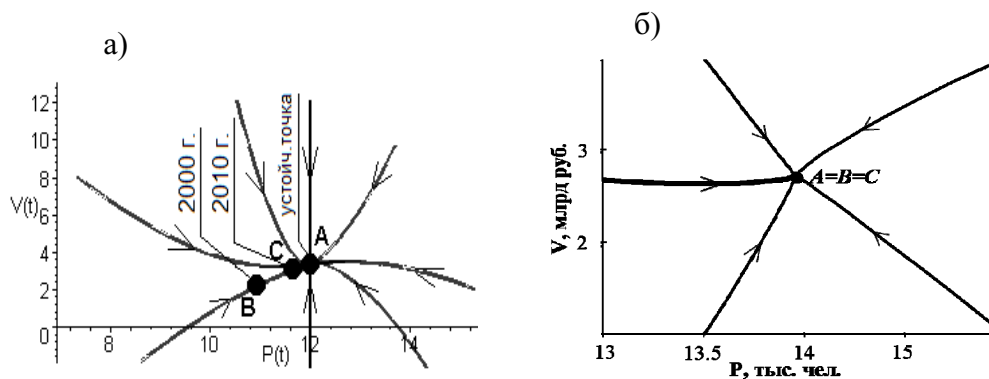 а)
12
10
8
V(t)6
4
2
0
8
10
P(t)
12
14
2000 г.
2010 г.
устойч.точка
C
A
B
б)
V, млрд руб.
3
2
A=B=C
13
13.5
14
15
P, тыс. чел.